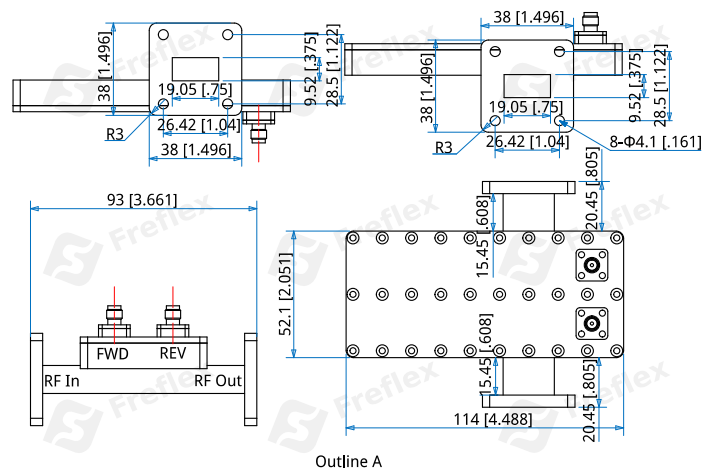 38 [1.496]
38 [1.496]
19.05 [.75]
9.52 [.375]
28.5 [1.122]
R3
26.42 [1.04]
38 [1.496]
38 [1.496]
38 [1.496]
19.05 [.75]
9.52 [.375]
28.5 [1.122]
R3
26.42 [1.04]
8-Φ4.1 [.161]
93 [3.661]
FWD
REV
RF In
RF Out
15.45 [.608]
20.45 [.805]
52.1 [2.051]
15.45 [.608]
20.45 [.805]
114 [4.488]
Outline A
Freflex
Freflex
Freflex
Freflex
Freflex
Freflex